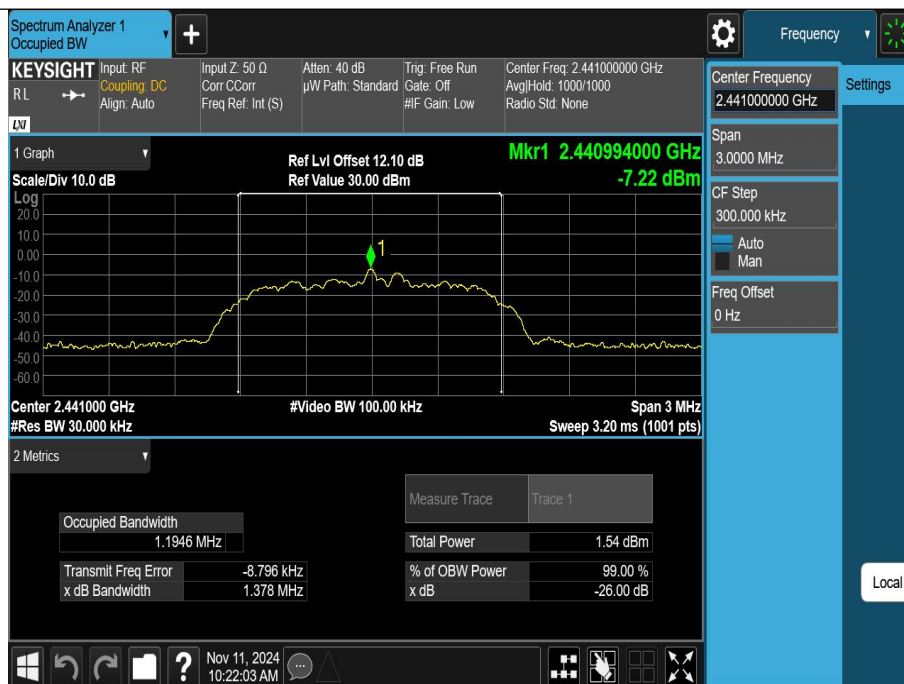 Spectrum Analyzer 1
Occupied BW
+
Frequency
KEYSIGHT
RL
LXI
Input: RF
Coupling: DC
Align: Auto
Input Z: 50 Ω
Corr CCorr
Freq Ref: Int (S)
Atten: 40 dB
µW Path: Standard
Trig: Free Run
Gate: Off
#IF Gain: Low
Center Freq: 2.441000000 GHz
Avg|Hold: 1000/1000
Radio Std: None
Center Frequency
2.441000000 GHz
Settings
Span
3.0000 MHz
CF Step
300.000 kHz
Auto
Man
Freq Offset
0 Hz
Local
1 Graph
Scale/Div 10.0 dB
Ref Lvl Offset 12.10 dB
Ref Value 30.00 dBm
Mkr1 2.440994000 GHz
-7.22 dBm
Log
20.0
10.0
0.00
-10.0
-20.0
-30.0
-40.0
-50.0
-60.0
1
Center 2.441000 GHz
#Video BW 100.00 kHz
Span 3 MHz
#Res BW 30.000 kHz
Sweep 3.20 ms (1001 pts)
2 Metrics
Measure Trace Trace 1
Occupied Bandwidth
1.1946 MHz
Total Power 1.54 dBm
Transmit Freq Error -8.796 kHz
% of OBW Power 99.00 %
x dB Bandwidth 1.378 MHz
x dB -26.00 dB
?
Nov 11, 2024
10:22:03 AM